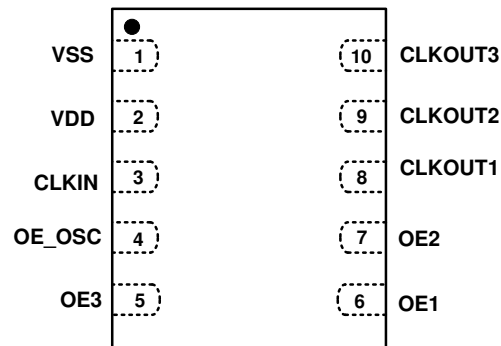 VSS 1 10 CLKOUT3
VDD 2 9 CLKOUT2
CLKIN 3 8 CLKOUT1
OE_OSC 4 7 OE2
OE3 5 6 OE1